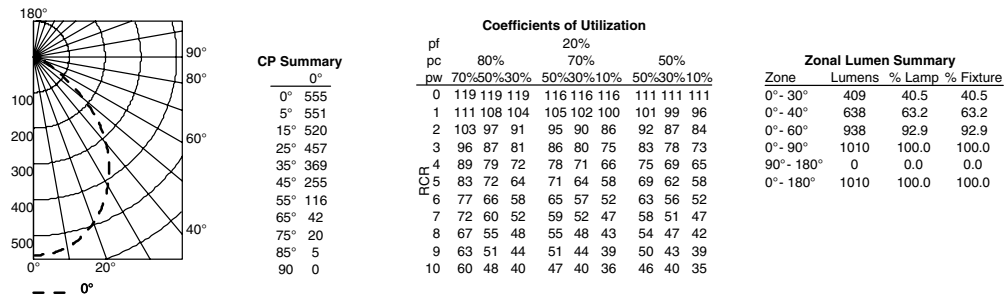 180°
90°
80°
60°
40°
100
200
300
400
500
0° 20°
0°
CP Summary
0°
0° 555
5° 551
15° 520
25° 457
35° 369
45° 255
55° 116
65° 42
75° 20
85° 5
90 0
Coefficients of Utilization
pf 20%
pc 80% 70% 50%
pw 70%50%30% 50%30%10% 50%30%10%
RCR
0 119 119 119 116 116 116 111 111 111
1 111 108 104 105 102 100 101 99 96
2 103 97 91 95 90 86 92 87 84
3 96 87 81 86 80 75 83 78 73
4 89 79 72 78 71 66 75 69 65
5 83 72 64 71 64 58 69 62 58
6 77 66 58 65 57 52 63 56 52
7 72 60 52 59 52 47 58 51 47
8 67 55 48 55 48 43 54 47 42
9 63 51 44 51 44 39 50 43 39
10 60 48 40 47 40 36 46 40 35
Zonal Lumen Summary
Zone Lumens % Lamp % Fixture
0°- 30° 409 40.5 40.5
0°- 40° 638 63.2 63.2
0°- 60° 938 92.9 92.9
0°- 90° 1010 100.0 100.0
90°- 180° 0 0.0 0.0
0°- 180° 1010 100.0 100.0